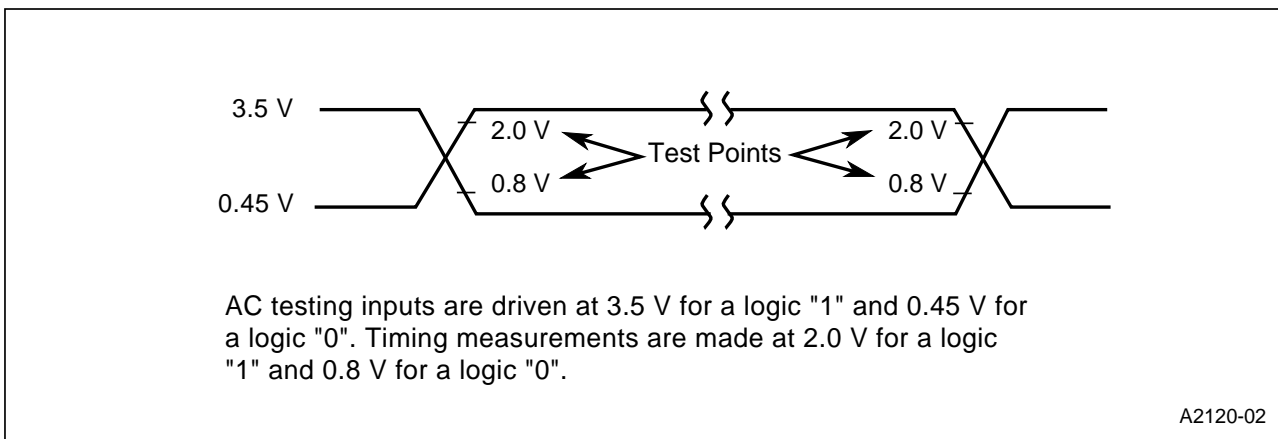 3.5 V
2.0 V
2.0 V
Test Points
0.8 V
0.8 V
0.45 V
AC testing inputs are driven at 3.5 V for a logic "1" and 0.45 V for
a logic "0". Timing measurements are made at 2.0 V for a logic
"1" and 0.8 V for a logic "0".
A2120-02